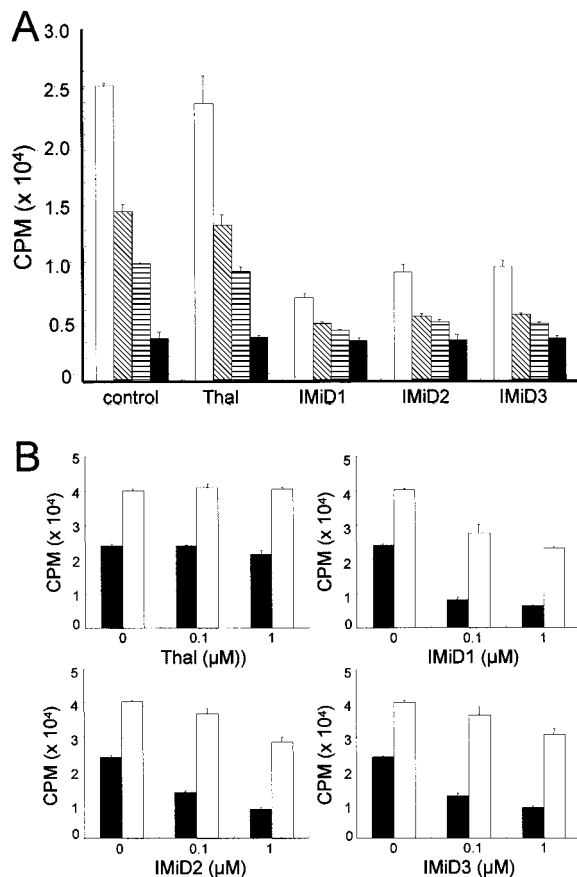 A
CPM (x 10⁴)
3.0
2.5
2.0
1.5
1.0
0.5
0
control Thal IMiD1 IMiD2 IMiD3
B
CPM (x 10⁴)
5
4
3
2
1
0
0 0.1 1
Thal (µM))
CPM (x 10⁴)
5
4
3
2
1
0
0 0.1 1
IMiD1 (µM)
CPM (x 10⁴)
5
4
3
2
1
0
0 0.1 1
IMiD2 (µM)
CPM (x 10⁴)
5
4
3
2
1
0
0 0.1 1
IMiD3 (µM)